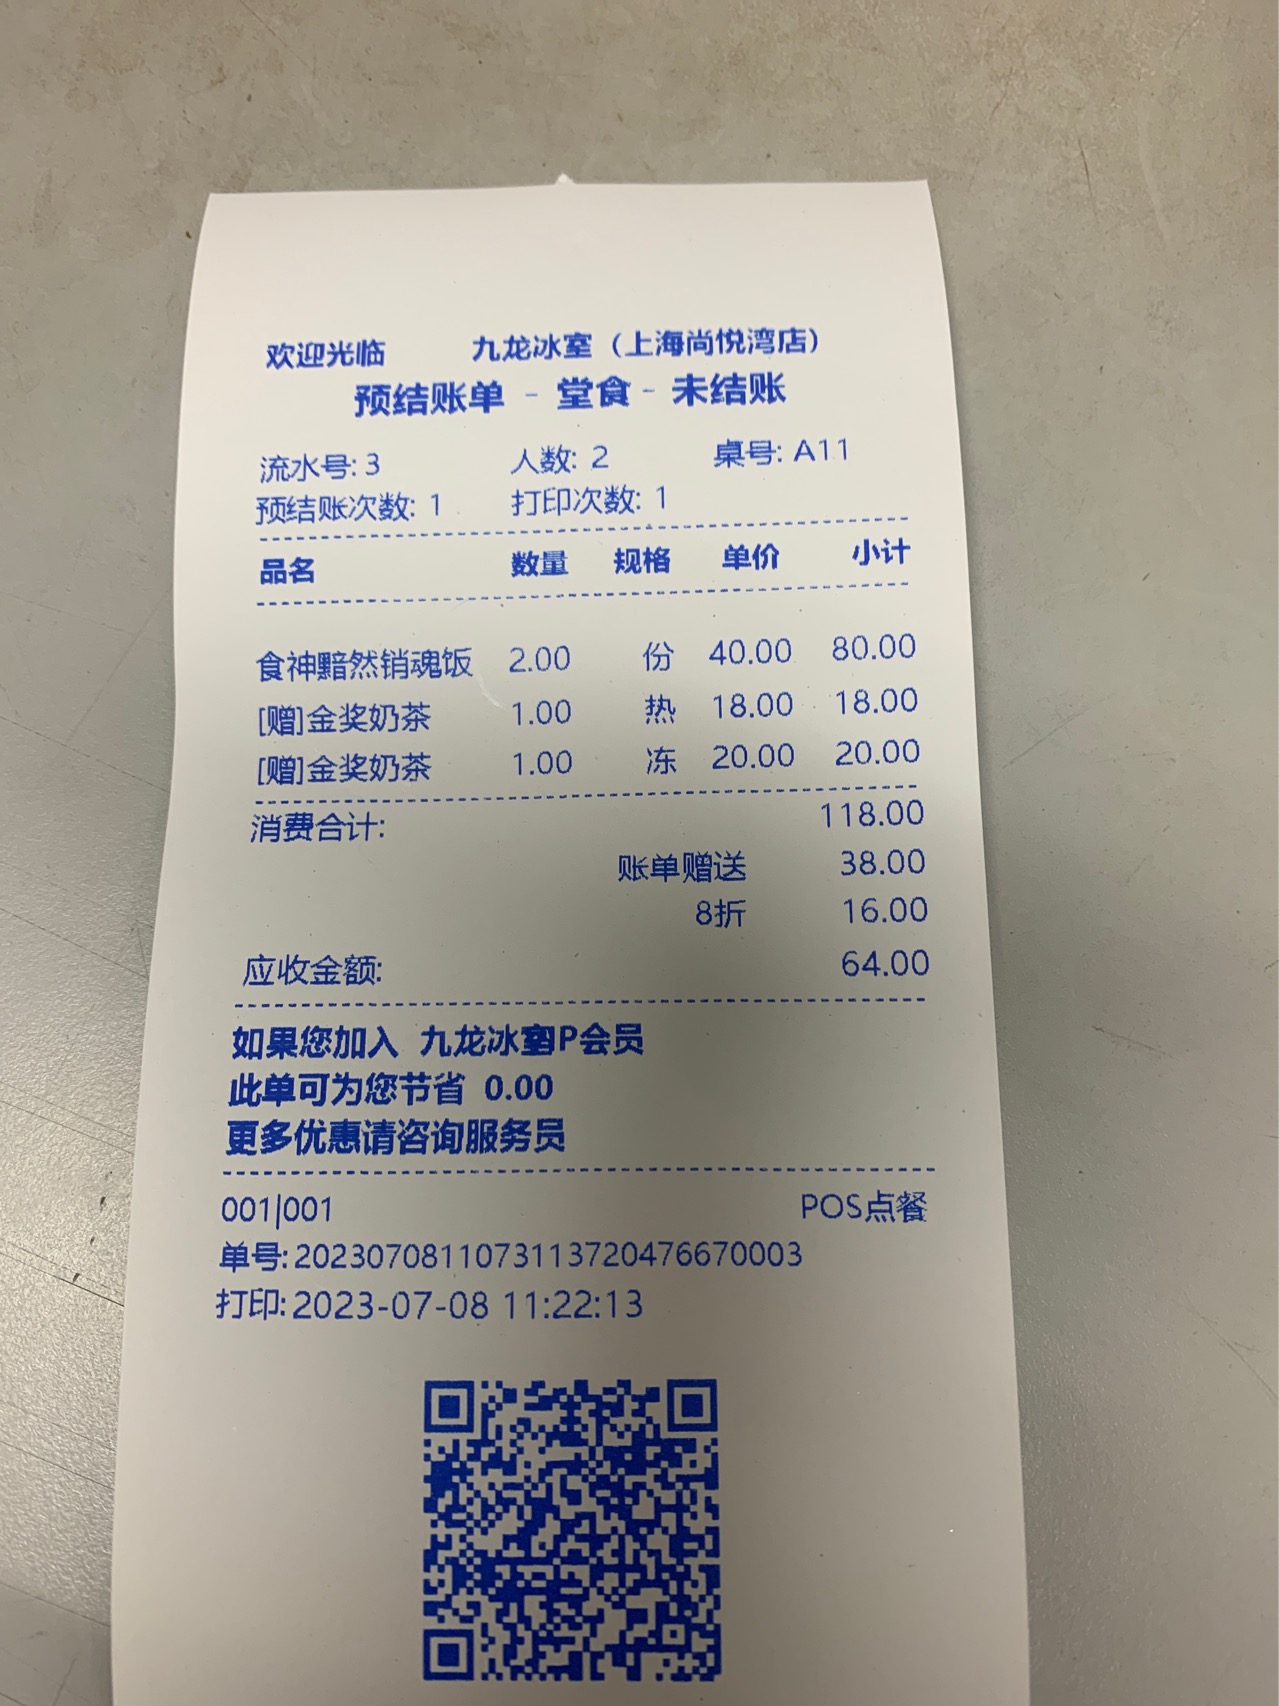 欢迎光临 九龙冰室（上海尚悦湾店）
预结账单 - 堂食 - 未结账
流水号: 3 人数: 2 桌号: A11
预结账次数: 1 打印次数: 1
品名 数量 规格 单价 小计
食神黯然销魂饭 2.00 份 40.00 80.00
[赠]金奖奶茶 1.00 热 18.00 18.00
[赠]金奖奶茶 1.00 冻 20.00 20.00
消费合计: 118.00
账单赠送 38.00
8折 16.00
应收金额: 64.00
如果您加入 九龙冰室P会员
此单可为您节省 0.00
更多优惠请咨询服务员
001|001 POS点餐
单号: 2023070811073113720476670003
打印: 2023-07-08 11:22:13